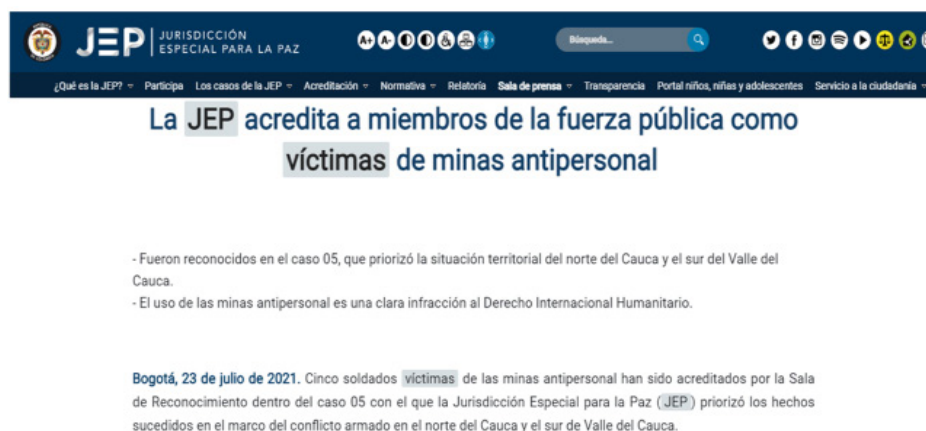 JEP JURISDICCIÓN
ESPECIAL PARA LA PAZ
A+ A-
Búsqueda...
¿Qué es la JEP? Participa Los casos de la JEP Acreditación Normativa Relatoría Sala de prensa Transparencia Portal niños, niñas y adolescentes Servicio a la ciudadanía
La JEP acredita a miembros de la fuerza pública como
víctimas de minas antipersonal
- Fueron reconocidos en el caso 05, que priorizó la situación territorial del norte del Cauca y el sur del Valle del
Cauca.
- El uso de las minas antipersonal es una clara infracción al Derecho Internacional Humanitario.
Bogotá, 23 de julio de 2021. Cinco soldados víctimas de las minas antipersonal han sido acreditados por la Sala
de Reconocimiento dentro del caso 05 con el que la Jurisdicción Especial para la Paz (JEP) priorizó los hechos
sucedidos en el marco del conflicto armado en el norte del Cauca y el sur de Valle del Cauca.